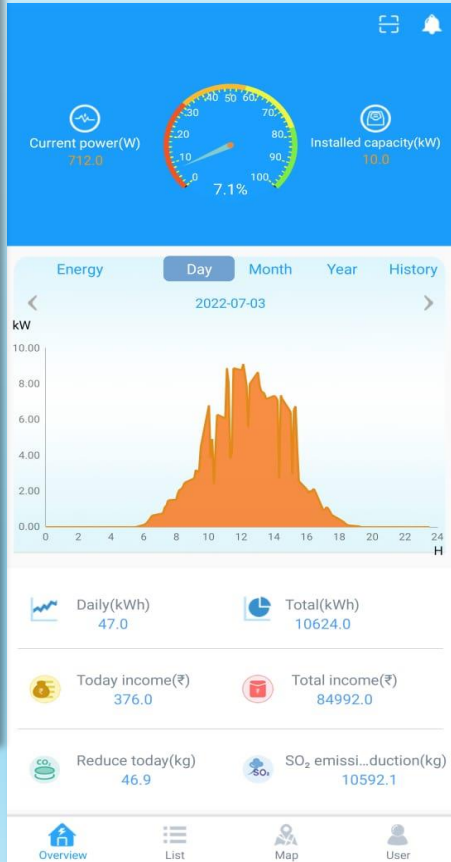 Current power(W)
712.0
0 10 20 30 40 50 60 70 80 90 100
7.1%
Installed capacity(kW)
10.0
Energy Day Month Year History
2022-07-03
kW
10.00
8.00
6.00
4.00
2.00
0.00
0 2 4 6 8 10 12 14 16 18 20 22 24
H
Daily(kWh) Total(kWh)
47.0 10624.0
Today income(₹) Total income(₹)
376.0 84992.0
CO₂ Reduce today(kg) SO₂ SO₂ emissi...duction(kg)
46.9 10592.1
Overview List Map User